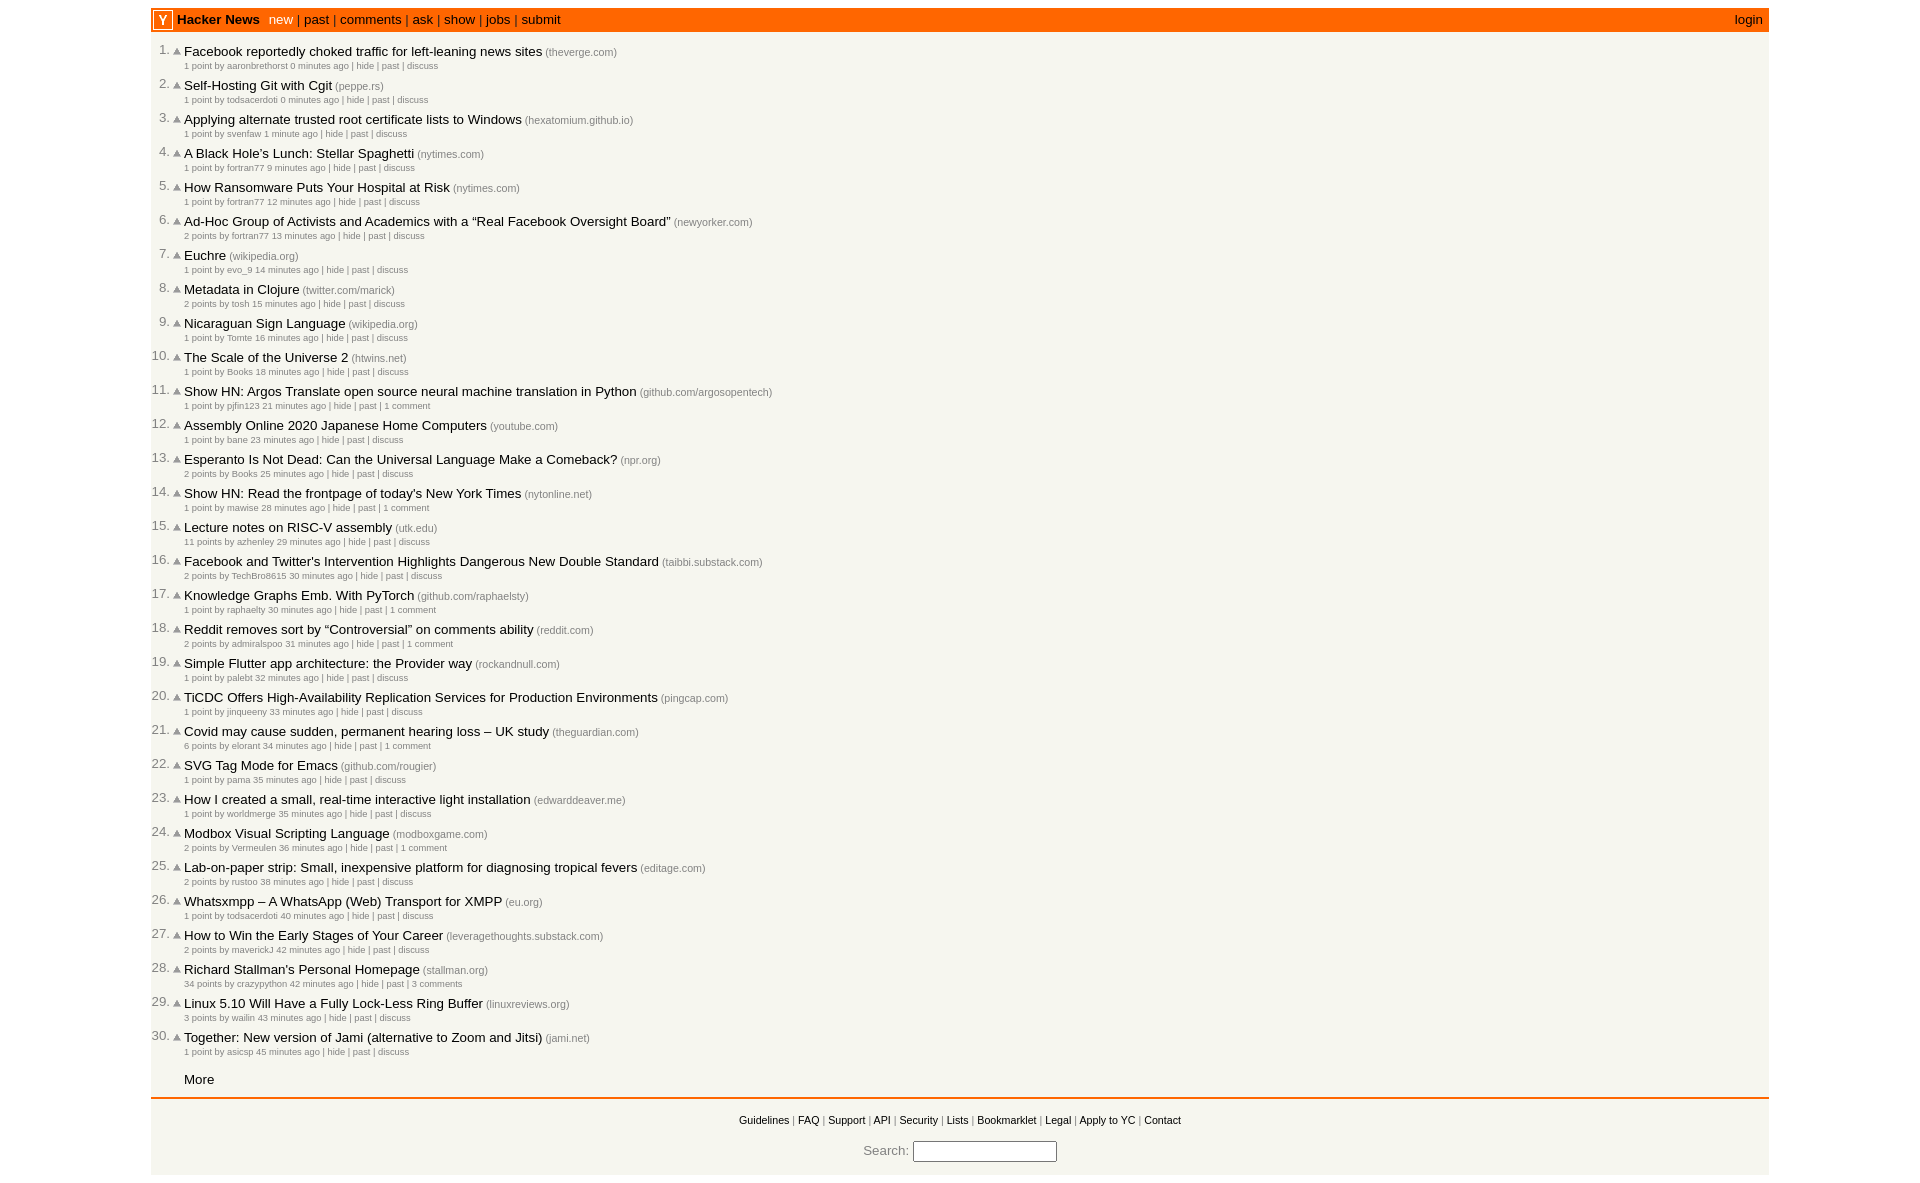 Y Hacker News new | past | comments | ask | show | jobs | submit login
1. Facebook reportedly choked traffic for left-leaning news sites (theverge.com)
1 point by aaronbrethorst 0 minutes ago | hide | past | discuss
2. Self-Hosting Git with Cgit (peppe.rs)
1 point by todsacerdoti 0 minutes ago | hide | past | discuss
3. Applying alternate trusted root certificate lists to Windows (hexatomium.github.io)
1 point by svenfaw 1 minute ago | hide | past | discuss
4. A Black Hole’s Lunch: Stellar Spaghetti (nytimes.com)
1 point by fortran77 9 minutes ago | hide | past | discuss
5. How Ransomware Puts Your Hospital at Risk (nytimes.com)
1 point by fortran77 12 minutes ago | hide | past | discuss
6. Ad-Hoc Group of Activists and Academics with a “Real Facebook Oversight Board” (newyorker.com)
2 points by fortran77 13 minutes ago | hide | past | discuss
7. Euchre (wikipedia.org)
1 point by evo_9 14 minutes ago | hide | past | discuss
8. Metadata in Clojure (twitter.com/marick)
2 points by tosh 15 minutes ago | hide | past | discuss
9. Nicaraguan Sign Language (wikipedia.org)
1 point by Tomte 16 minutes ago | hide | past | discuss
10. The Scale of the Universe 2 (htwins.net)
1 point by Books 18 minutes ago | hide | past | discuss
11. Show HN: Argos Translate open source neural machine translation in Python (github.com/argosopentech)
1 point by pjfin123 21 minutes ago | hide | past | 1 comment
12. Assembly Online 2020 Japanese Home Computers (youtube.com)
1 point by bane 23 minutes ago | hide | past | discuss
13. Esperanto Is Not Dead: Can the Universal Language Make a Comeback? (npr.org)
2 points by Books 25 minutes ago | hide | past | discuss
14. Show HN: Read the frontpage of today's New York Times (nytonline.net)
1 point by mawise 28 minutes ago | hide | past | 1 comment
15. Lecture notes on RISC-V assembly (utk.edu)
11 points by azhenley 29 minutes ago | hide | past | discuss
16. Facebook and Twitter's Intervention Highlights Dangerous New Double Standard (taibbi.substack.com)
2 points by TechBro8615 30 minutes ago | hide | past | discuss
17. Knowledge Graphs Emb. With PyTorch (github.com/raphaelsty)
1 point by raphaelty 30 minutes ago | hide | past | 1 comment
18. Reddit removes sort by “Controversial” on comments ability (reddit.com)
2 points by admiralspoo 31 minutes ago | hide | past | 1 comment
19. Simple Flutter app architecture: the Provider way (rockandnull.com)
1 point by palebt 32 minutes ago | hide | past | discuss
20. TiCDC Offers High-Availability Replication Services for Production Environments (pingcap.com)
1 point by jinqueeny 33 minutes ago | hide | past | discuss
21. Covid may cause sudden, permanent hearing loss – UK study (theguardian.com)
6 points by elorant 34 minutes ago | hide | past | 1 comment
22. SVG Tag Mode for Emacs (github.com/rougier)
1 point by pama 35 minutes ago | hide | past | discuss
23. How I created a small, real-time interactive light installation (edwarddeaver.me)
1 point by worldmerge 35 minutes ago | hide | past | discuss
24. Modbox Visual Scripting Language (modboxgame.com)
2 points by Vermeulen 36 minutes ago | hide | past | 1 comment
25. Lab-on-paper strip: Small, inexpensive platform for diagnosing tropical fevers (editage.com)
2 points by rustoo 38 minutes ago | hide | past | discuss
26. Whatsxmpp – A WhatsApp (Web) Transport for XMPP (eu.org)
1 point by todsacerdoti 40 minutes ago | hide | past | discuss
27. How to Win the Early Stages of Your Career (leveragethoughts.substack.com)
2 points by maverickJ 42 minutes ago | hide | past | discuss
28. Richard Stallman's Personal Homepage (stallman.org)
34 points by crazypython 42 minutes ago | hide | past | 3 comments
29. Linux 5.10 Will Have a Fully Lock-Less Ring Buffer (linuxreviews.org)
3 points by wailin 43 minutes ago | hide | past | discuss
30. Together: New version of Jami (alternative to Zoom and Jitsi) (jami.net)
1 point by asicsp 45 minutes ago | hide | past | discuss
More
Guidelines | FAQ | Support | API | Security | Lists | Bookmarklet | Legal | Apply to YC | Contact
Search: